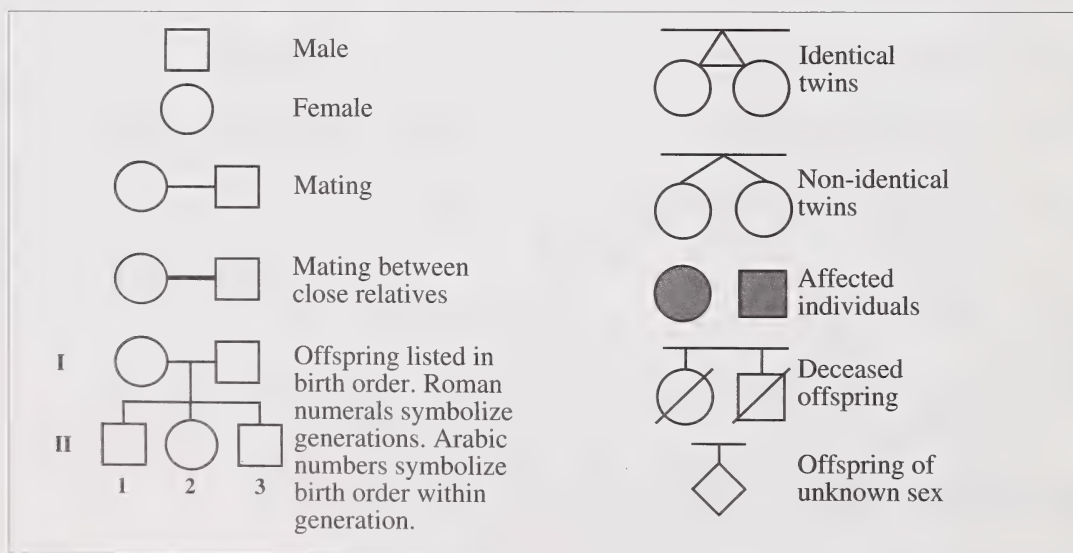 Male
Female
Mating
Mating between
close relatives
I
Offspring listed in
birth order. Roman
numerals symbolize
generations. Arabic
numbers symbolize
birth order within
generation.
II
1 2 3
Identical
twins
Non-identical
twins
Affected
individuals
Deceased
offspring
Offspring of
unknown sex